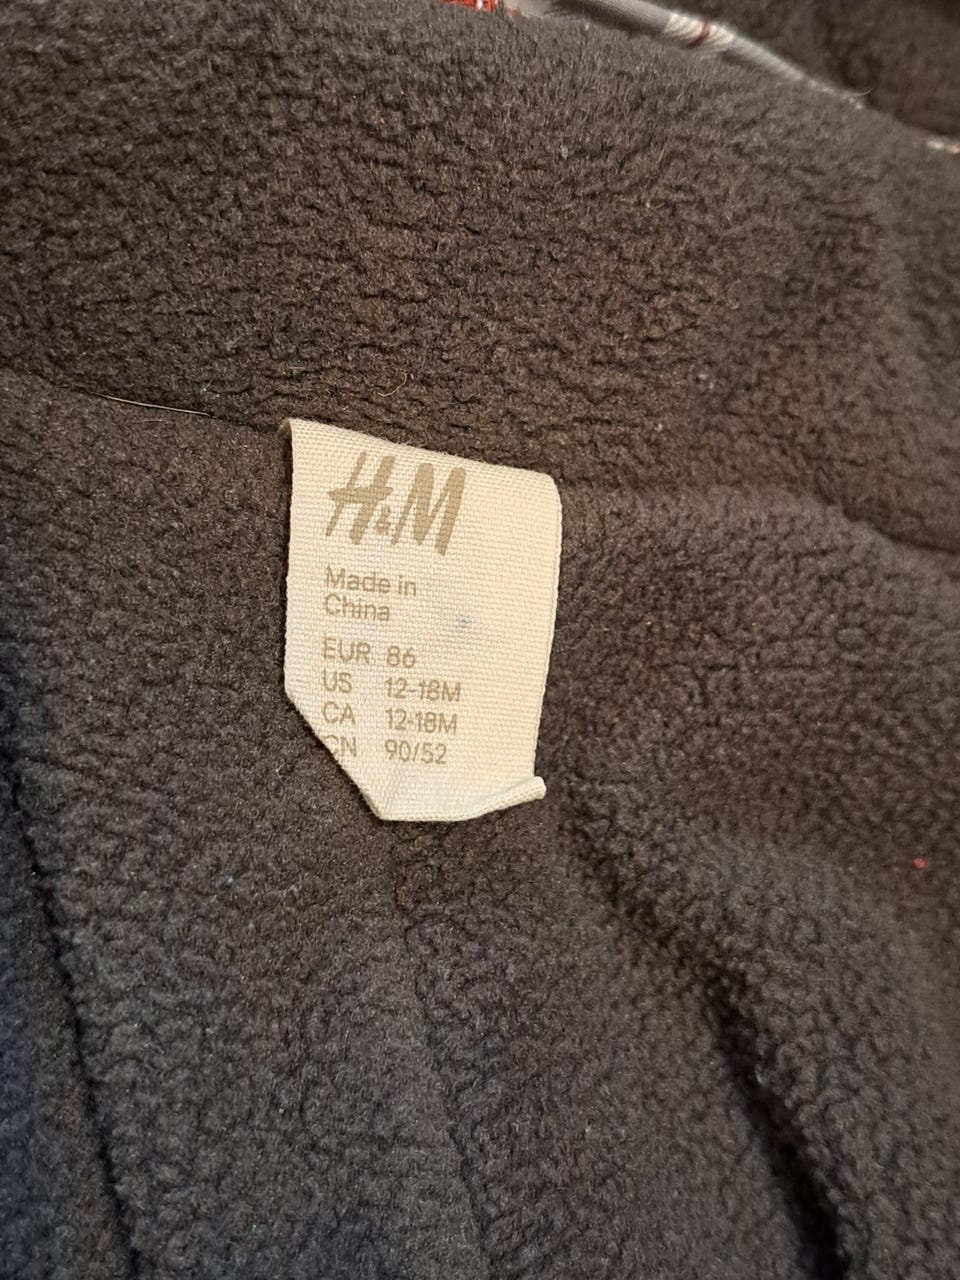 H&M
Made in
China
EUR 86
US 12-18M
CA 12-18M
CN 90/52